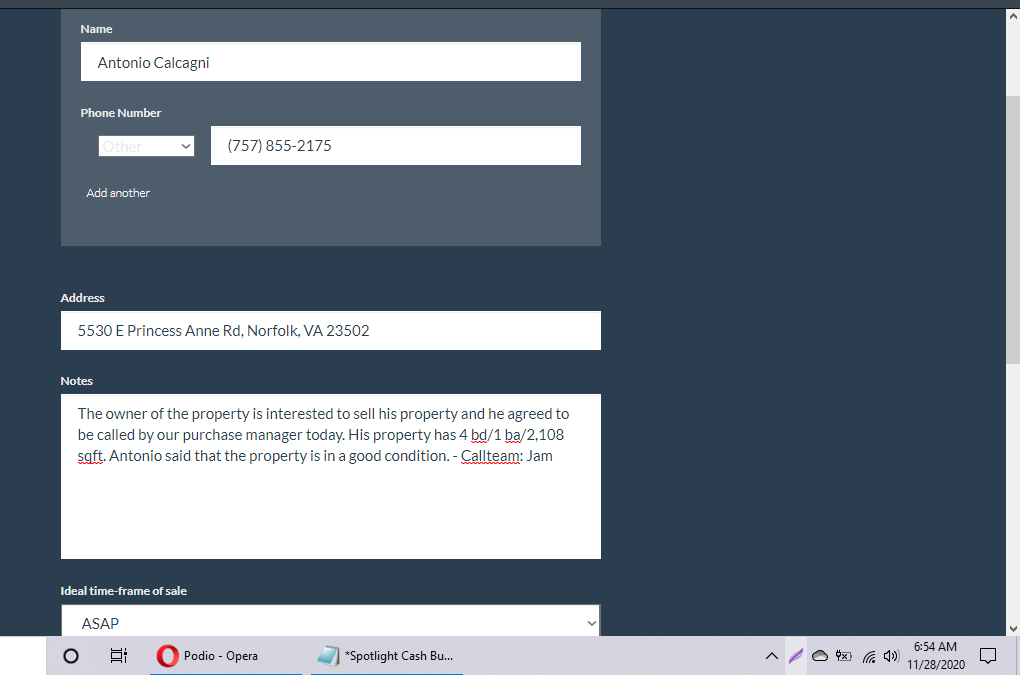 Name
Antonio Calcagni
Phone Number
Other
(757) 855-2175
Add another
Address
5530 E Princess Anne Rd, Norfolk, VA 23502
Notes
The owner of the property is interested to sell his property and he agreed to
be called by our purchase manager today. His property has 4 bd/1 ba/2,108
sqft. Antonio said that the property is in a good condition. - Callteam: Jam
Ideal time-frame of sale
ASAP
Podio - Opera
*Spotlight Cash Bu...
6:54 AM
11/28/2020